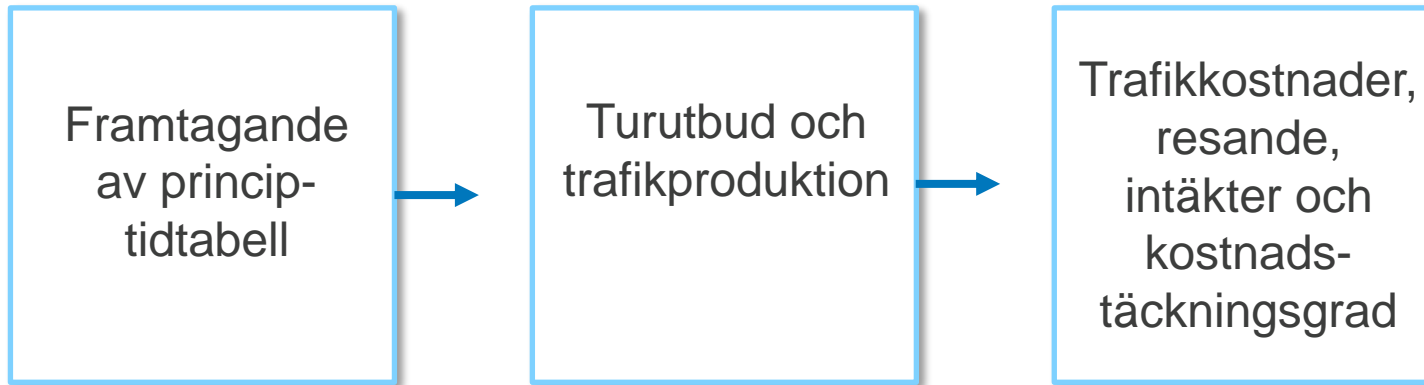 Framtagande
av princip-
tidtabell
Turutbud och
trafikproduktion
Trafikkostnader,
resande,
intäkter och
kostnads-
täckningsgrad